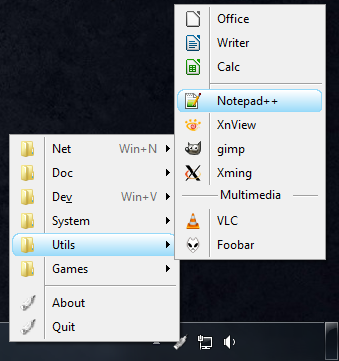 Office
Writer
Calc
Notepad++
XnView
gimp
Xming
Multimedia
VLC
Foobar
Net Win+N
Doc
Dev Win+V
System
Utils
Games
About
Quit